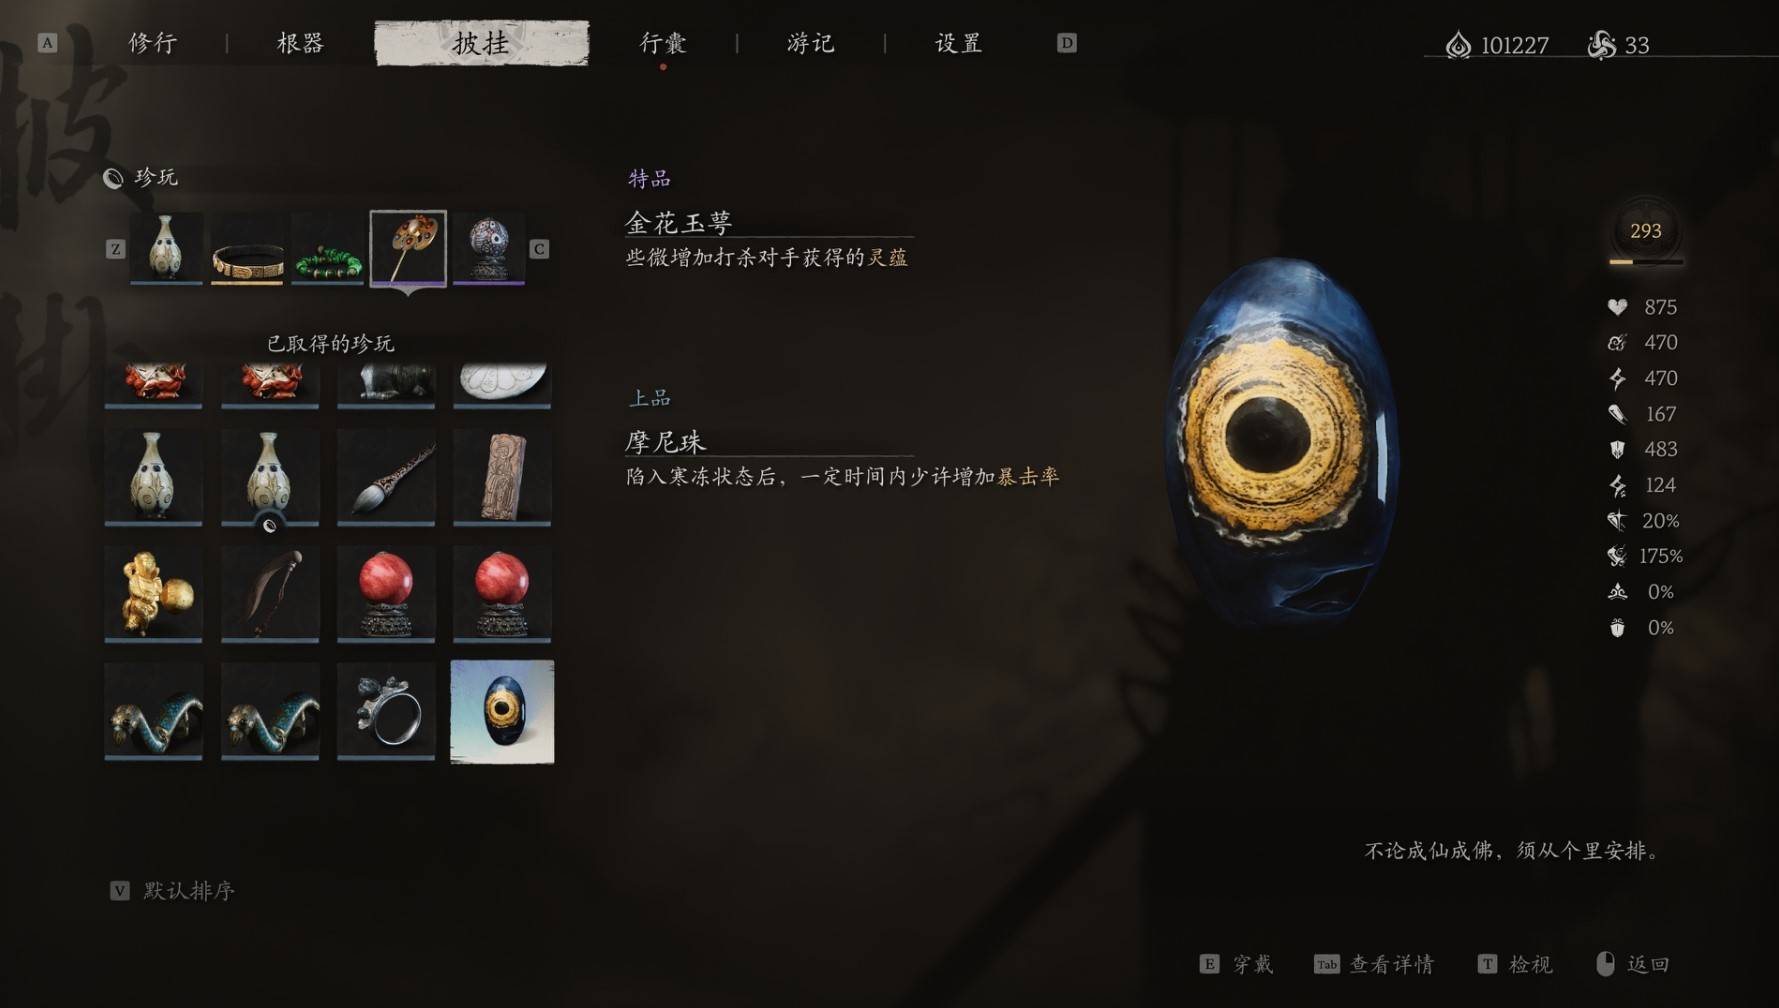 A 修行 根器 披挂 行囊 游记 设置 D 101227 33
披挂
珍玩
Z C
已取得的珍玩
V 默认排序
特品
金花玉萼
些微增加打杀对手获得的灵蕴
上品
摩尼珠
陷入寒冻状态后，一定时间内少许增加暴击率
293
875
470
470
167
483
124
20%
175%
0%
0%
不论成仙成佛，须从个里安排。
E 穿戴 Tab 查看详情 T 检视 返回